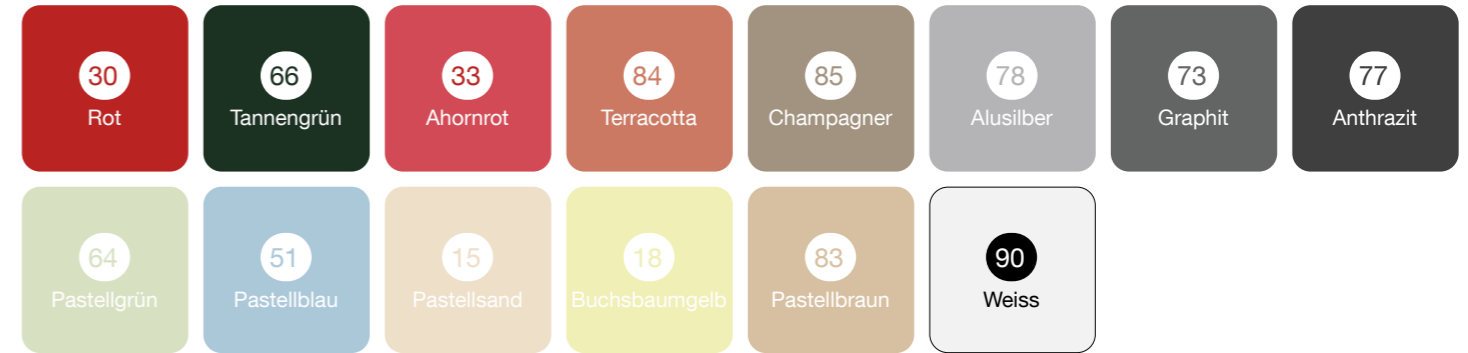 30
Rot
66
Tannengrün
33
Ahornrot
84
Terracotta
85
Champagner
78
Alusilber
73
Graphit
77
Anthrazit
64
Pastellgrün
51
Pastellblau
15
Pastellsand
18
Buchsbaumgelb
83
Pastellbraun
90
Weiss